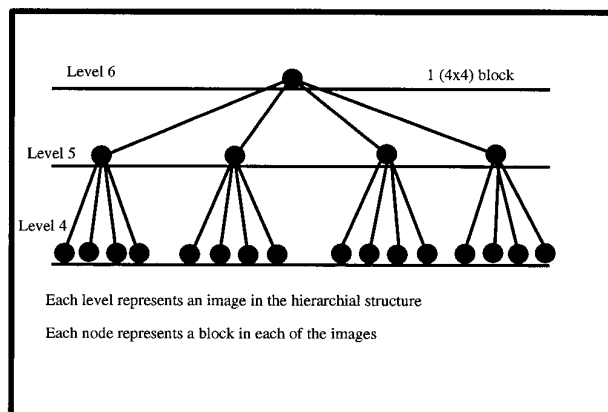 Level 6
1 (4x4) block
Level 5
Level 4
Each level represents an image in the hierarchial structure
Each node represents a block in each of the images